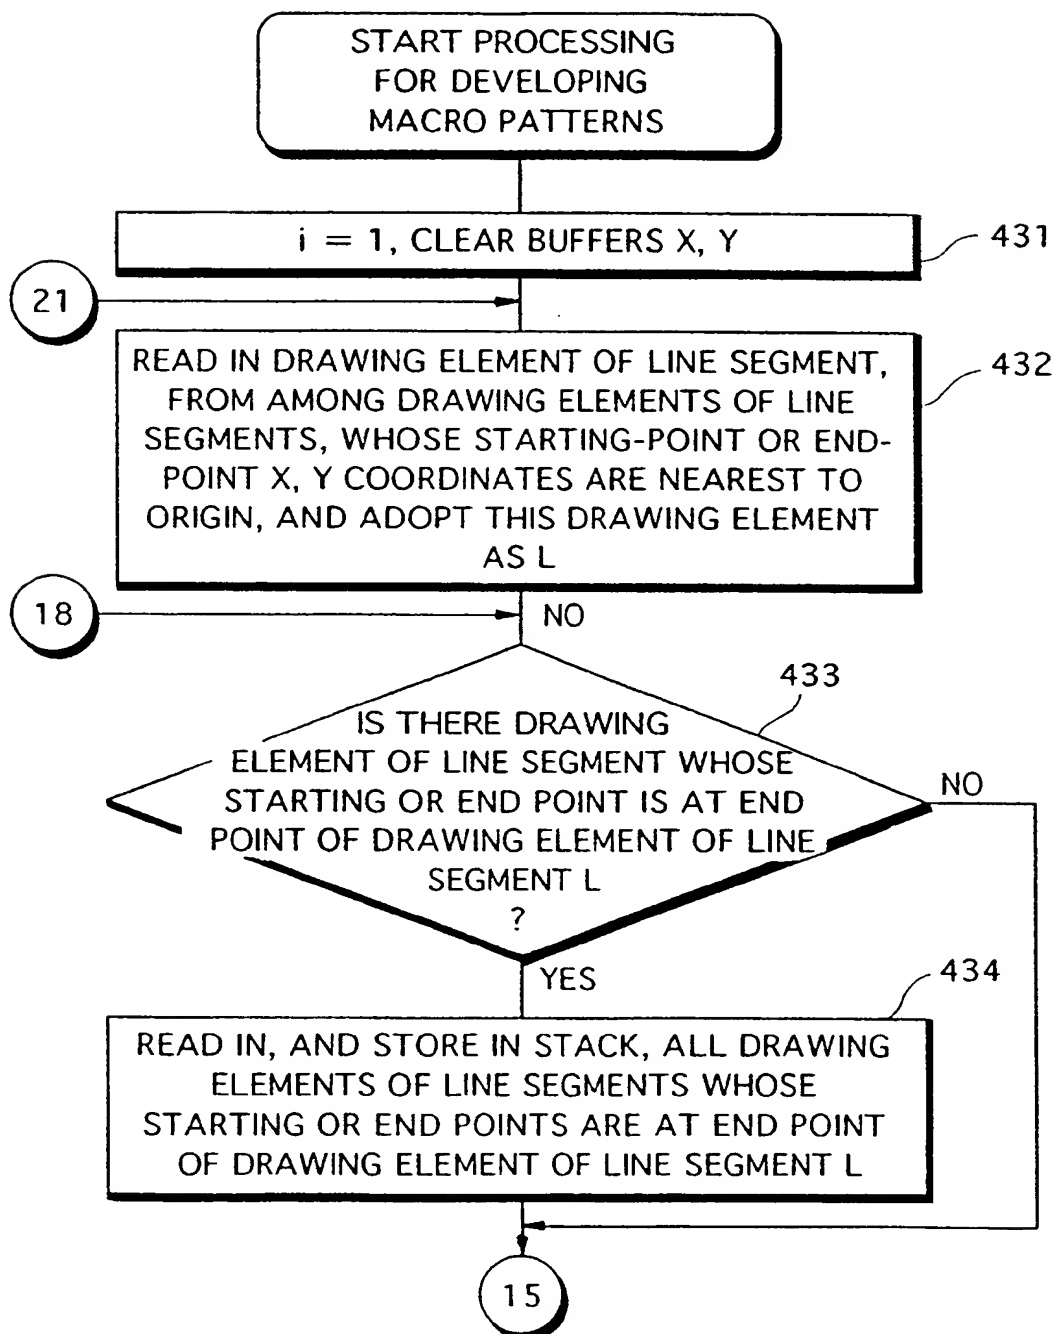 START PROCESSING
FOR DEVELOPING
MACRO PATTERNS
i = 1, CLEAR BUFFERS X, Y
431
21
READ IN DRAWING ELEMENT OF LINE SEGMENT,
FROM AMONG DRAWING ELEMENTS OF LINE
SEGMENTS, WHOSE STARTING-POINT OR END-
POINT X, Y COORDINATES ARE NEAREST TO
ORIGIN, AND ADOPT THIS DRAWING ELEMENT
AS L
432
18
NO
433
IS THERE DRAWING
ELEMENT OF LINE SEGMENT WHOSE
STARTING OR END POINT IS AT END
POINT OF DRAWING ELEMENT OF LINE
SEGMENT L
?
NO
YES
434
READ IN, AND STORE IN STACK, ALL DRAWING
ELEMENTS OF LINE SEGMENTS WHOSE
STARTING OR END POINTS ARE AT END POINT
OF DRAWING ELEMENT OF LINE SEGMENT L
15